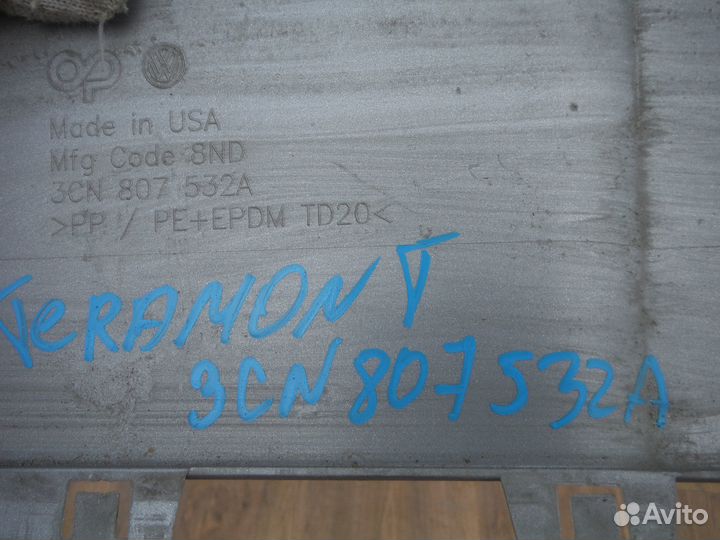 Made in USA
Mfg Code 8ND
3CN 807 532A
>PP / PE+EPDM TD20<
TeRAMONT
3CN 807 532A
Avito